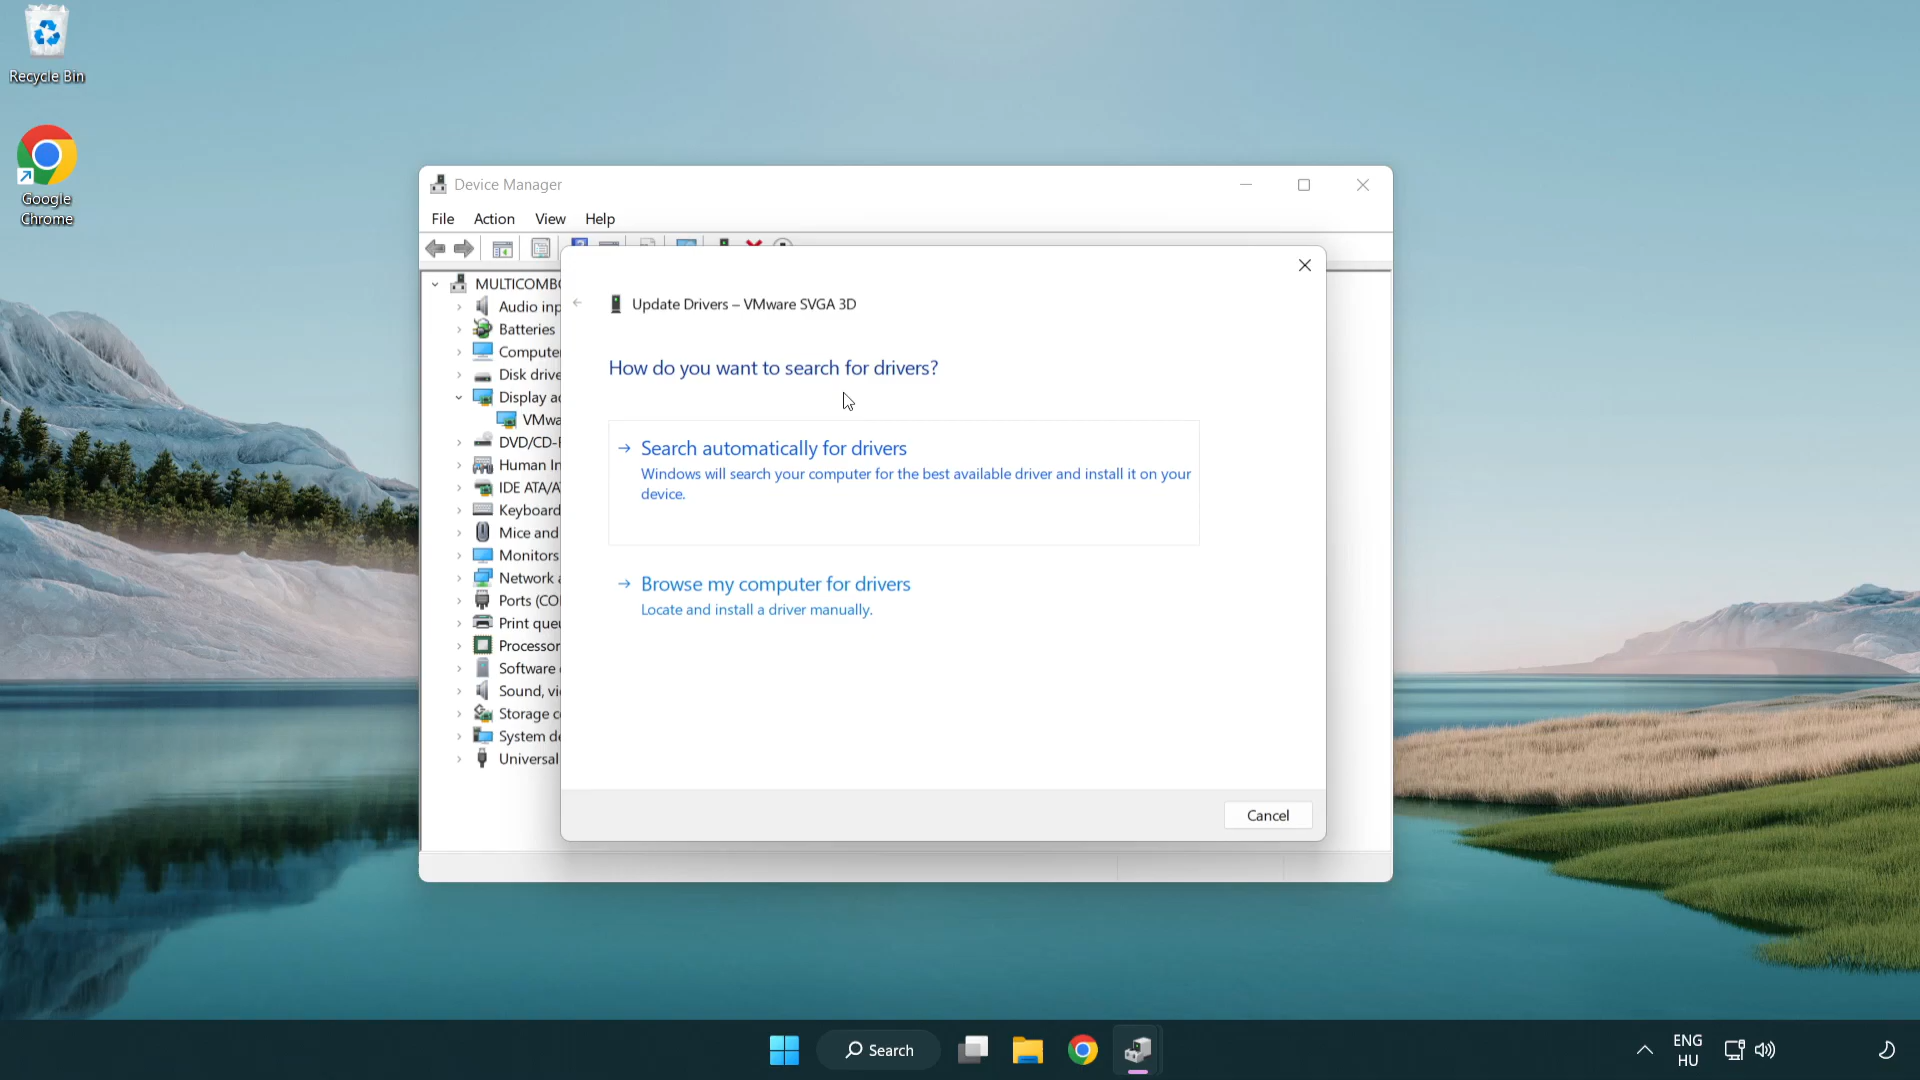 Recycle Bin
Google
Chrome
Device Manager
File Action View Help
MULTICOMB
Audio inp
Batteries
Compute
Disk drive
Display a
VMwa
DVD/CD-
Human In
IDE ATA/A
Keyboard
Mice and
Monitors
Network
Ports (CO
Print que
Processor
Software
Sound, vi
Storage c
System de
Universal
Update Drivers – VMware SVGA 3D
How do you want to search for drivers?
Search automatically for drivers
Windows will search your computer for the best available driver and install it on your
device.
Browse my computer for drivers
Locate and install a driver manually.
Cancel
Search
ENG
HU